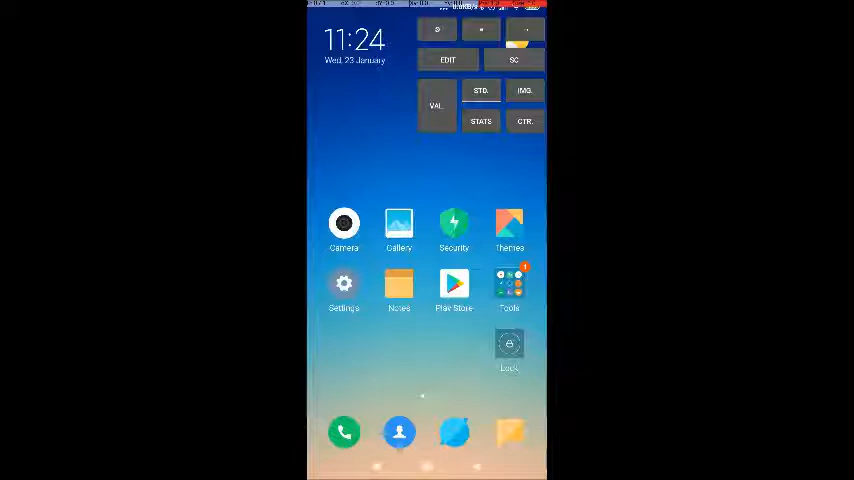 11:24
Wed, 23 January
EDIT
SC
VAL.
STD.
IMG.
STATS
CTR.
Camera
Gallery
Security
Themes
Settings
Notes
Play Store
1
Tools
Lock